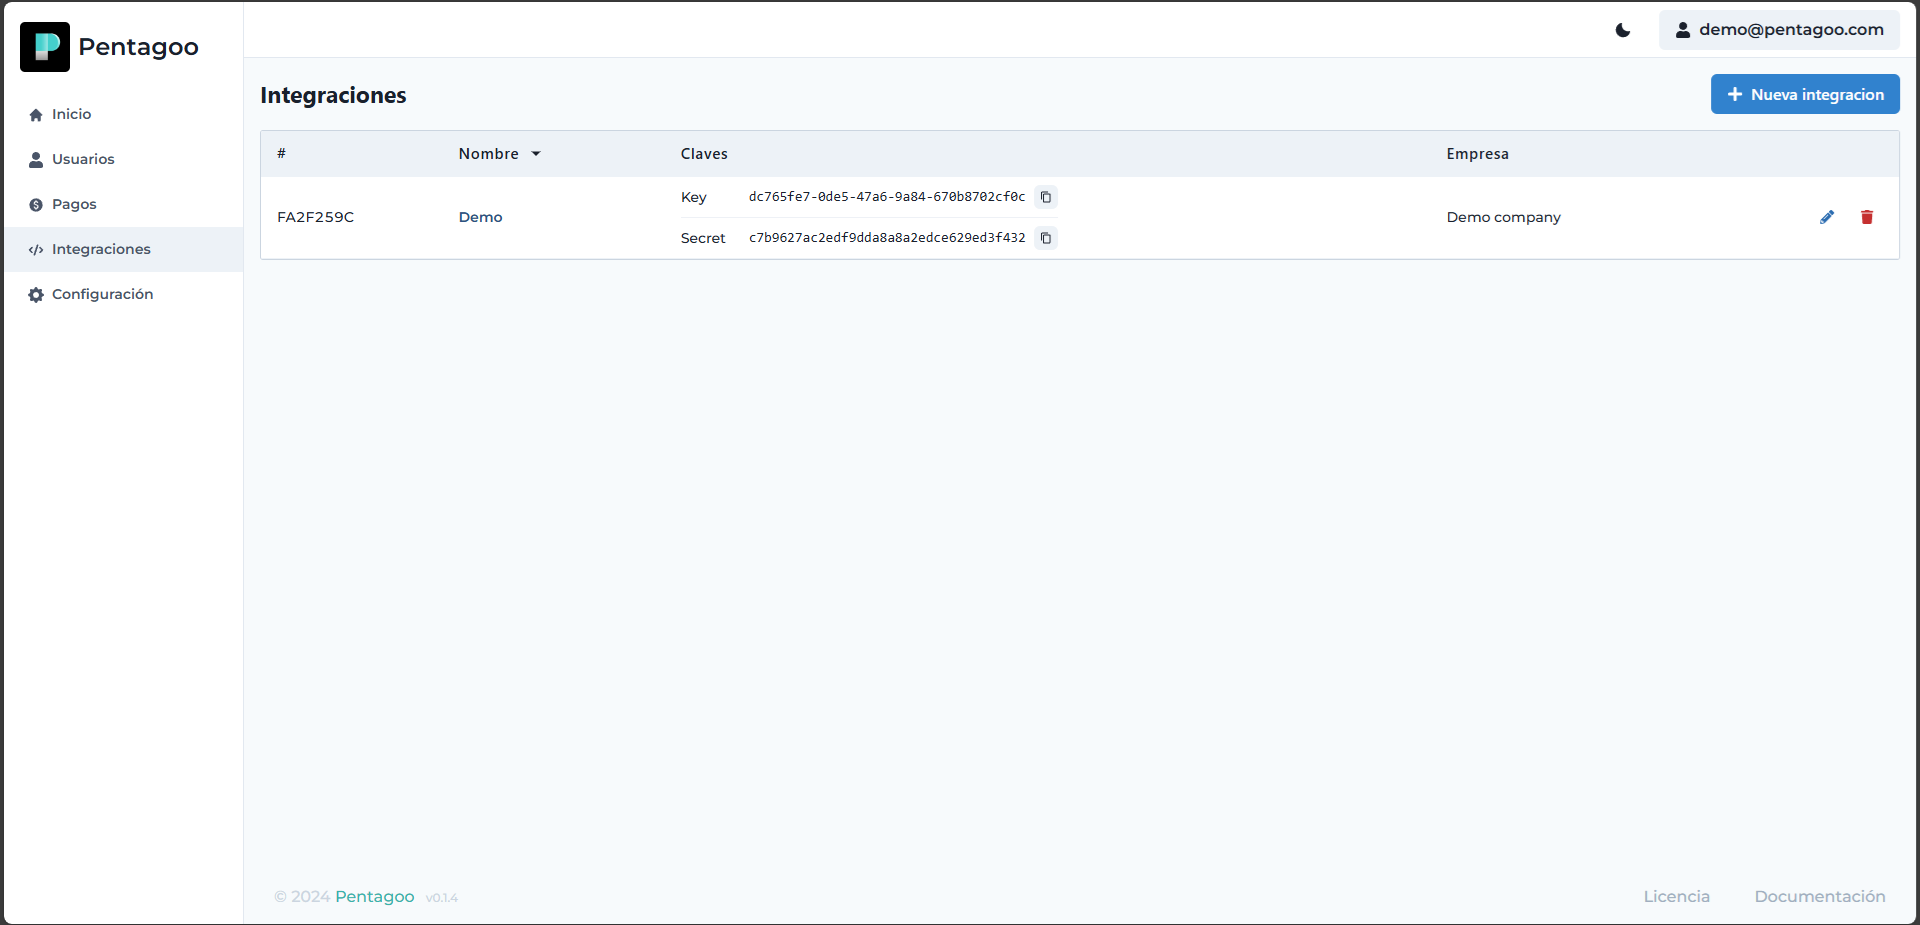 Pentagoo
demo@pentagoo.com
Inicio
Usuarios
Pagos
Integraciones
Configuración
Integraciones
Nueva integracion
# Nombre Claves Empresa
FA2F259C Demo Key dc765fe7-0de5-47a6-9a84-670b8702cf0c Demo company
Secret c7b9627ac2edf9dda8a8a2edce629ed3f432
© 2024 Pentagoo v0.1.4
Licencia Documentación